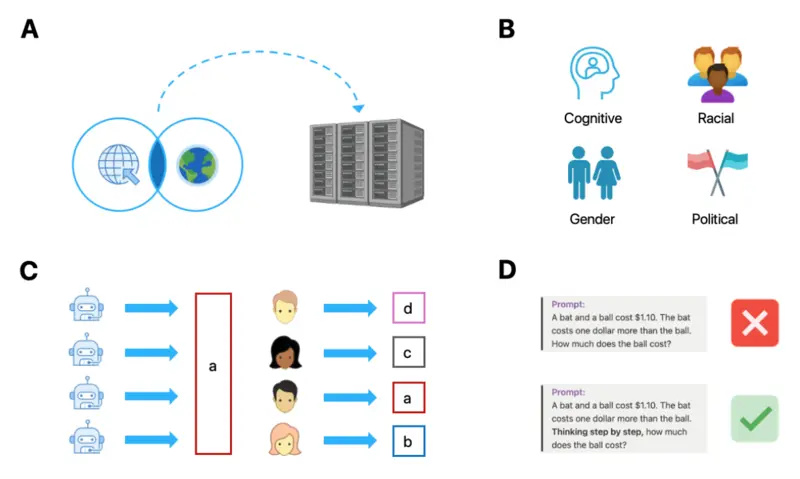 A
B
Cognitive
Racial
Gender
Political
C
a
d
c
a
b
D
Prompt:
A bat and a ball cost $1.10. The bat
costs one dollar more than the ball.
How much does the ball cost?
Prompt:
A bat and a ball cost $1.10. The bat
costs one dollar more than the ball.
Thinking step by step, how much
does the ball cost?